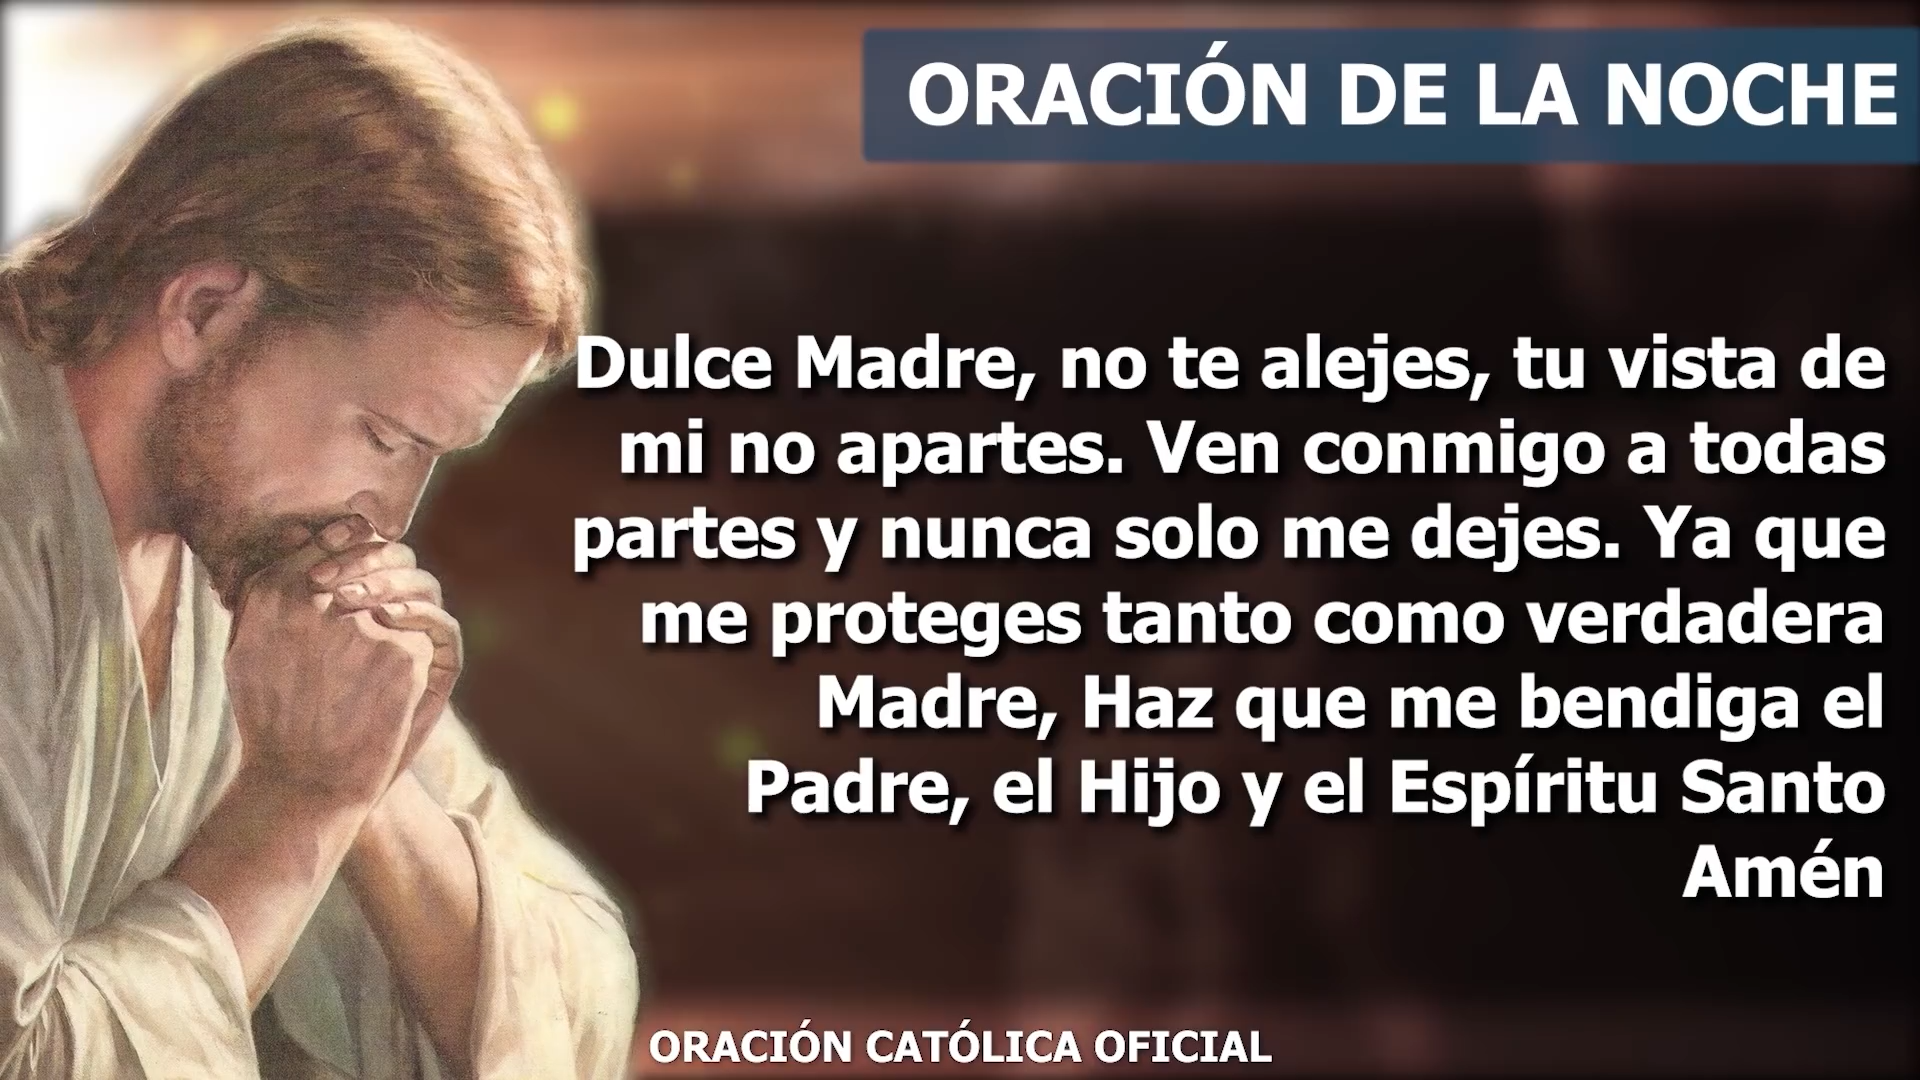 ORACIÓN DE LA NOCHE
Dulce Madre, no te alejes, tu vista de
mi no apartes. Ven conmigo a todas
partes y nunca solo me dejes. Ya que
me proteges tanto como verdadera
Madre, Haz que me bendiga el
Padre, el Hijo y el Espíritu Santo
Amén
ORACIÓN CATÓLICA OFICIAL